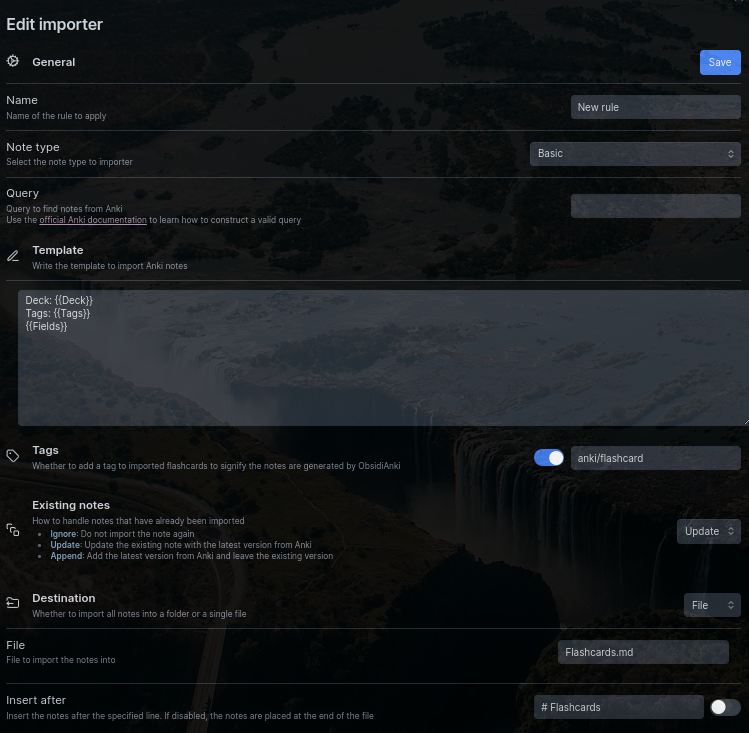 Edit importer
General
Save
Name
Name of the rule to apply
New rule
Note type
Select the note type to importer
Basic
Query
Query to find notes from Anki
Use the official Anki documentation to learn how to construct a valid query
Template
Write the template to import Anki notes
Deck: {{Deck}}
Tags: {{Tags}}
{{Fields}}
Tags
Whether to add a tag to imported flashcards to signify the notes are generated by ObsidiAnki
anki/flashcard
Existing notes
How to handle notes that have already been imported
Ignore: Do not import the note again
Update: Update the existing note with the latest version from Anki
Append: Add the latest version from Anki and leave the existing version
Update
Destination
Whether to import all notes into a folder or a single file
File
File
File to import the notes into
Flashcards.md
Insert after
Insert the notes after the specified line. If disabled, the notes are placed at the end of the file
# Flashcards